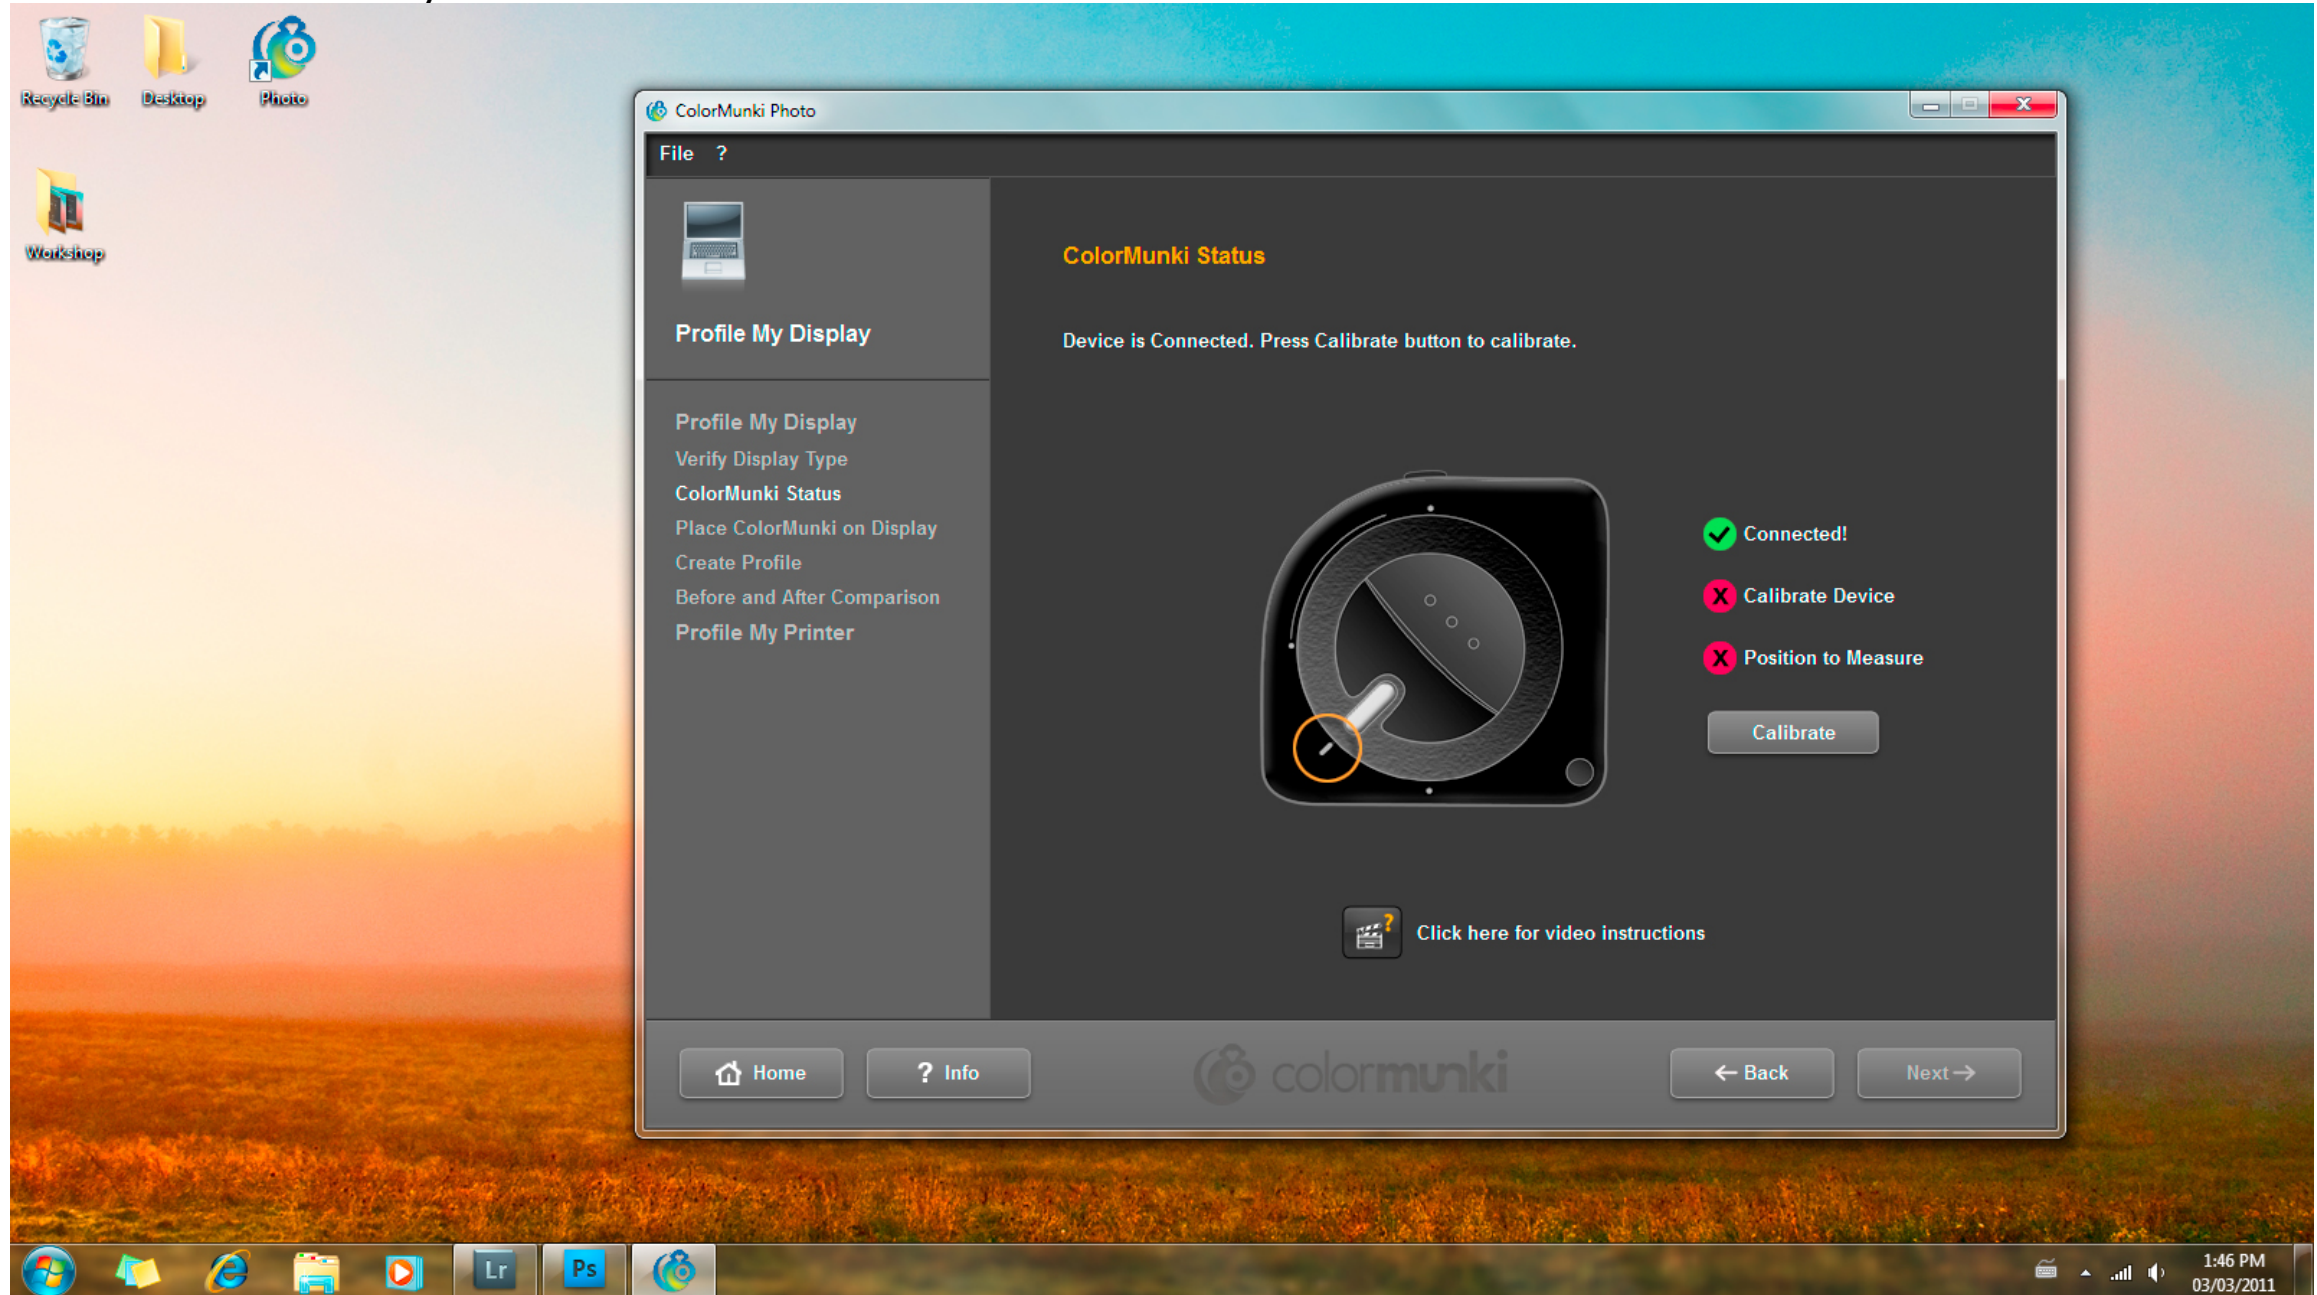 Recycle Bin
Desktop
Photo
Workshop
ColorMunki Photo
File ?
Profile My Display
Profile My Display
Verify Display Type
ColorMunki Status
Place ColorMunki on Display
Create Profile
Before and After Comparison
Profile My Printer
ColorMunki Status
Device is Connected. Press Calibrate button to calibrate.
Connected!
X Calibrate Device
X Position to Measure
Calibrate
? Click here for video instructions
Home
? Info
colormunki
← Back
Next →
Lr
Ps
1:46 PM
03/03/2011